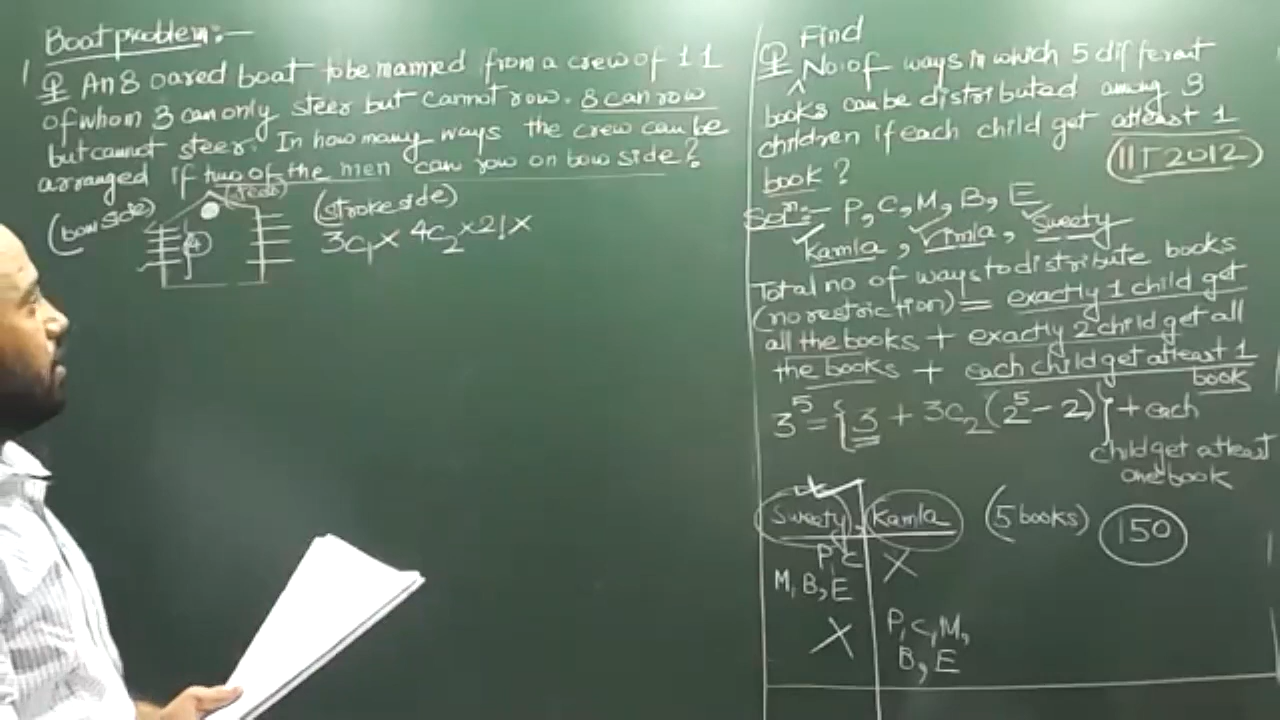 Boat problem:-
Q An 8 oared boat to be manned from a crew of 11
of whom 3 can only steer but cannot row. 8 can row
but cannot steer. In how many ways the crew can be
arranged if two of the men can row on bow side?
(bow side)
(stroke side)
4
3C1 × 4C2 × 2! ×
Find
Q No. of ways in which 5 different
books can be distributed among 3
children if each child get atleast 1
book?
(IIT 2012)
Solⁿ:- P, C, M, B, E
Kamla, Vimla, Sweety
Total no of ways to distribute books
(no restriction) = exactly 1 child get
all the books + exactly 2 child get all
the books + each child get atleast 1
book
3⁵ = {3 + 3C2 (2⁵ - 2)} + each
child get atleast
one book
Sweety, Kamla (5 books) 150
P, C X
M, B, E
X P, C, M,
B, E